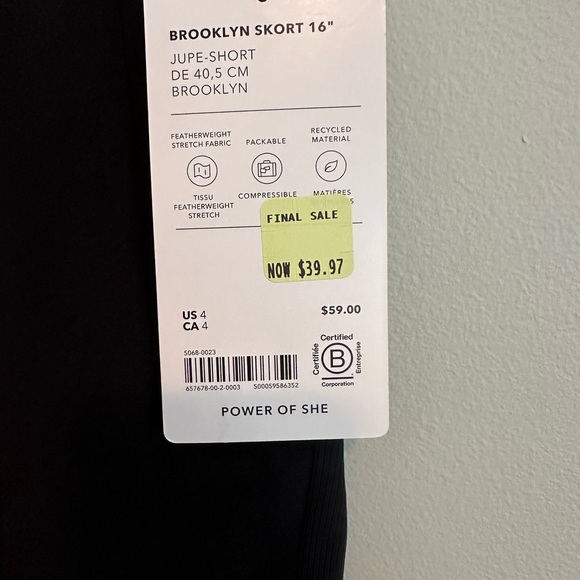 BROOKLYN SKORT 16"
JUPE-SHORT
DE 40,5 CM
BROOKLYN
FEATHERWEIGHT
STRETCH FABRIC
PACKABLE
RECYCLED
MATERIAL
TISSU
FEATHERWEIGHT
STRETCH
COMPRESSIBLE
MATIÈRES
FINAL SALE
NOW $39.97
US 4
CA 4
$59.00
S068-0023
657678-00-2-0003 500059586352
Certified
Certifiée
B
Entreprise
Corporation
POWER OF SHE